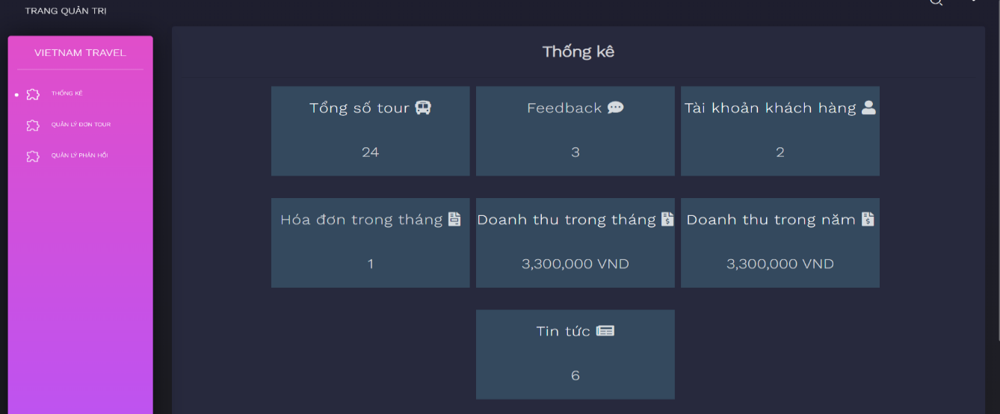 TRANG QUẢN TRỊ
VIETNAM TRAVEL
THỐNG KÊ
QUẢN LÝ ĐƠN TOUR
QUẢN LÝ PHẢN HỒI
Thống kê
Tổng số tour
24
Feedback
3
Tài khoản khách hàng
2
Hóa đơn trong tháng
1
Doanh thu trong tháng
3,300,000 VND
Doanh thu trong năm
3,300,000 VND
Tin tức
6